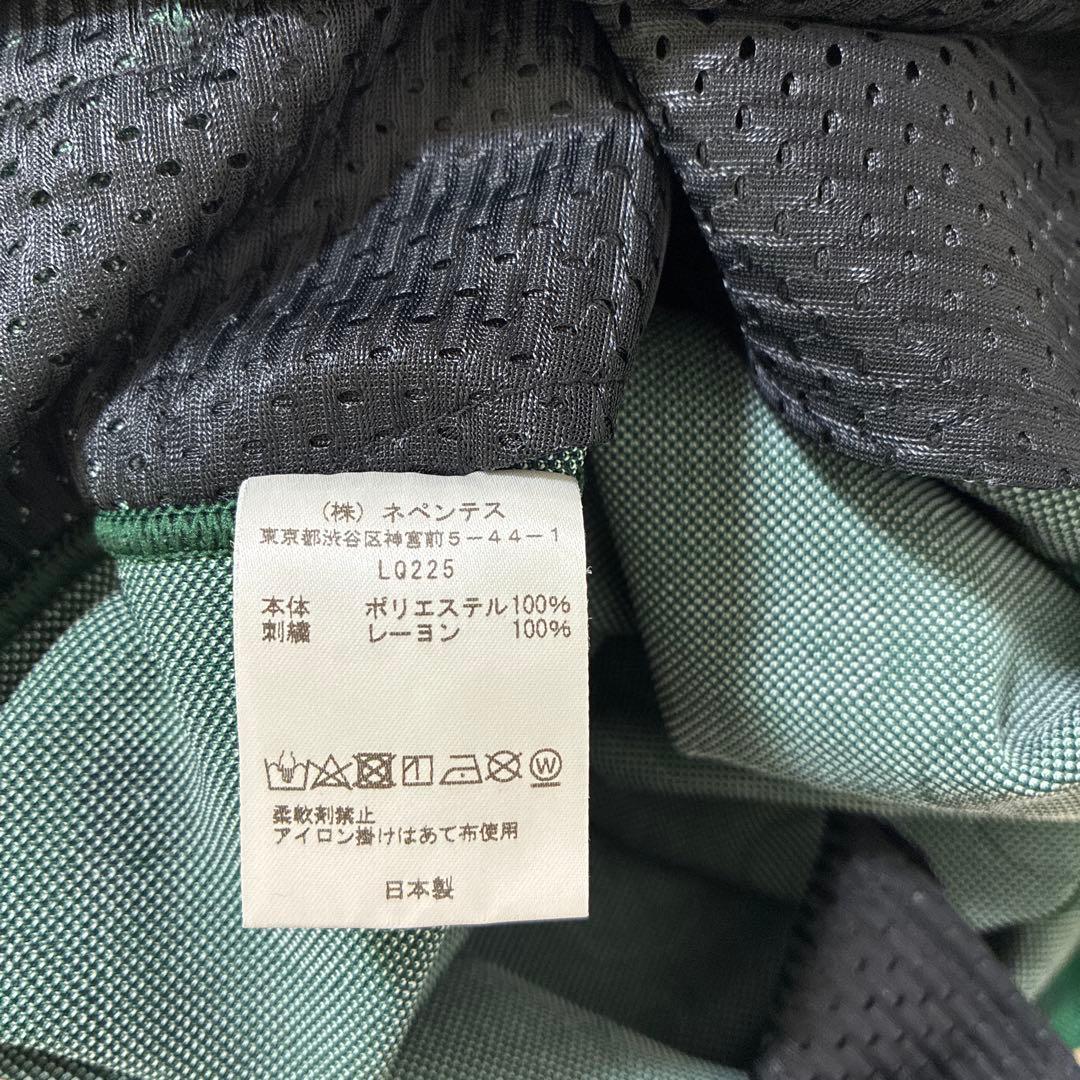 (株) ネペンテス
東京都渋谷区神宮前5-44-1
LQ225
本体 ポリエステル100%
刺繍 レーヨン 100%
W
柔軟剤禁止
アイロン掛けはあて布使用
日本製